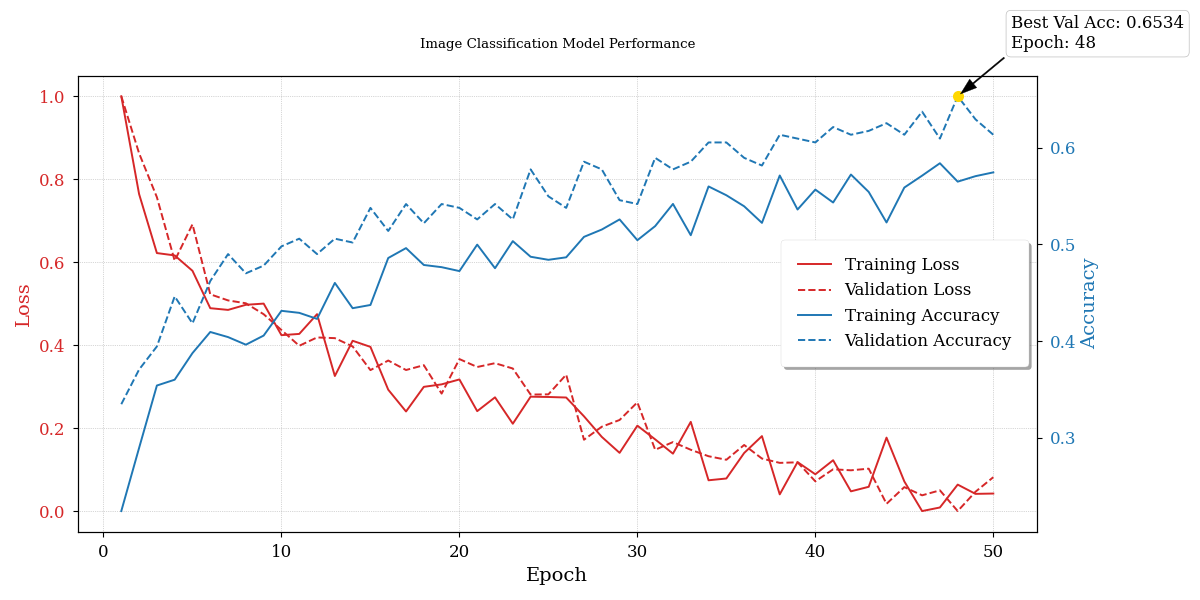 Best Val Acc: 0.6534
Epoch: 48
Image Classification Model Performance
1.0
0.8
0.6
0.4
0.2
0.0
Loss
0.6
0.5
0.4
0.3
Accuracy
Training Loss
Validation Loss
Training Accuracy
Validation Accuracy
0 10 20 30 40 50
Epoch